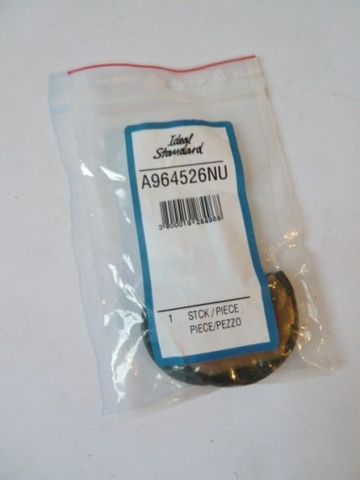 Ideal
Standard
A964526NU
1 STCK/PIECE
PIECE/PEZZO